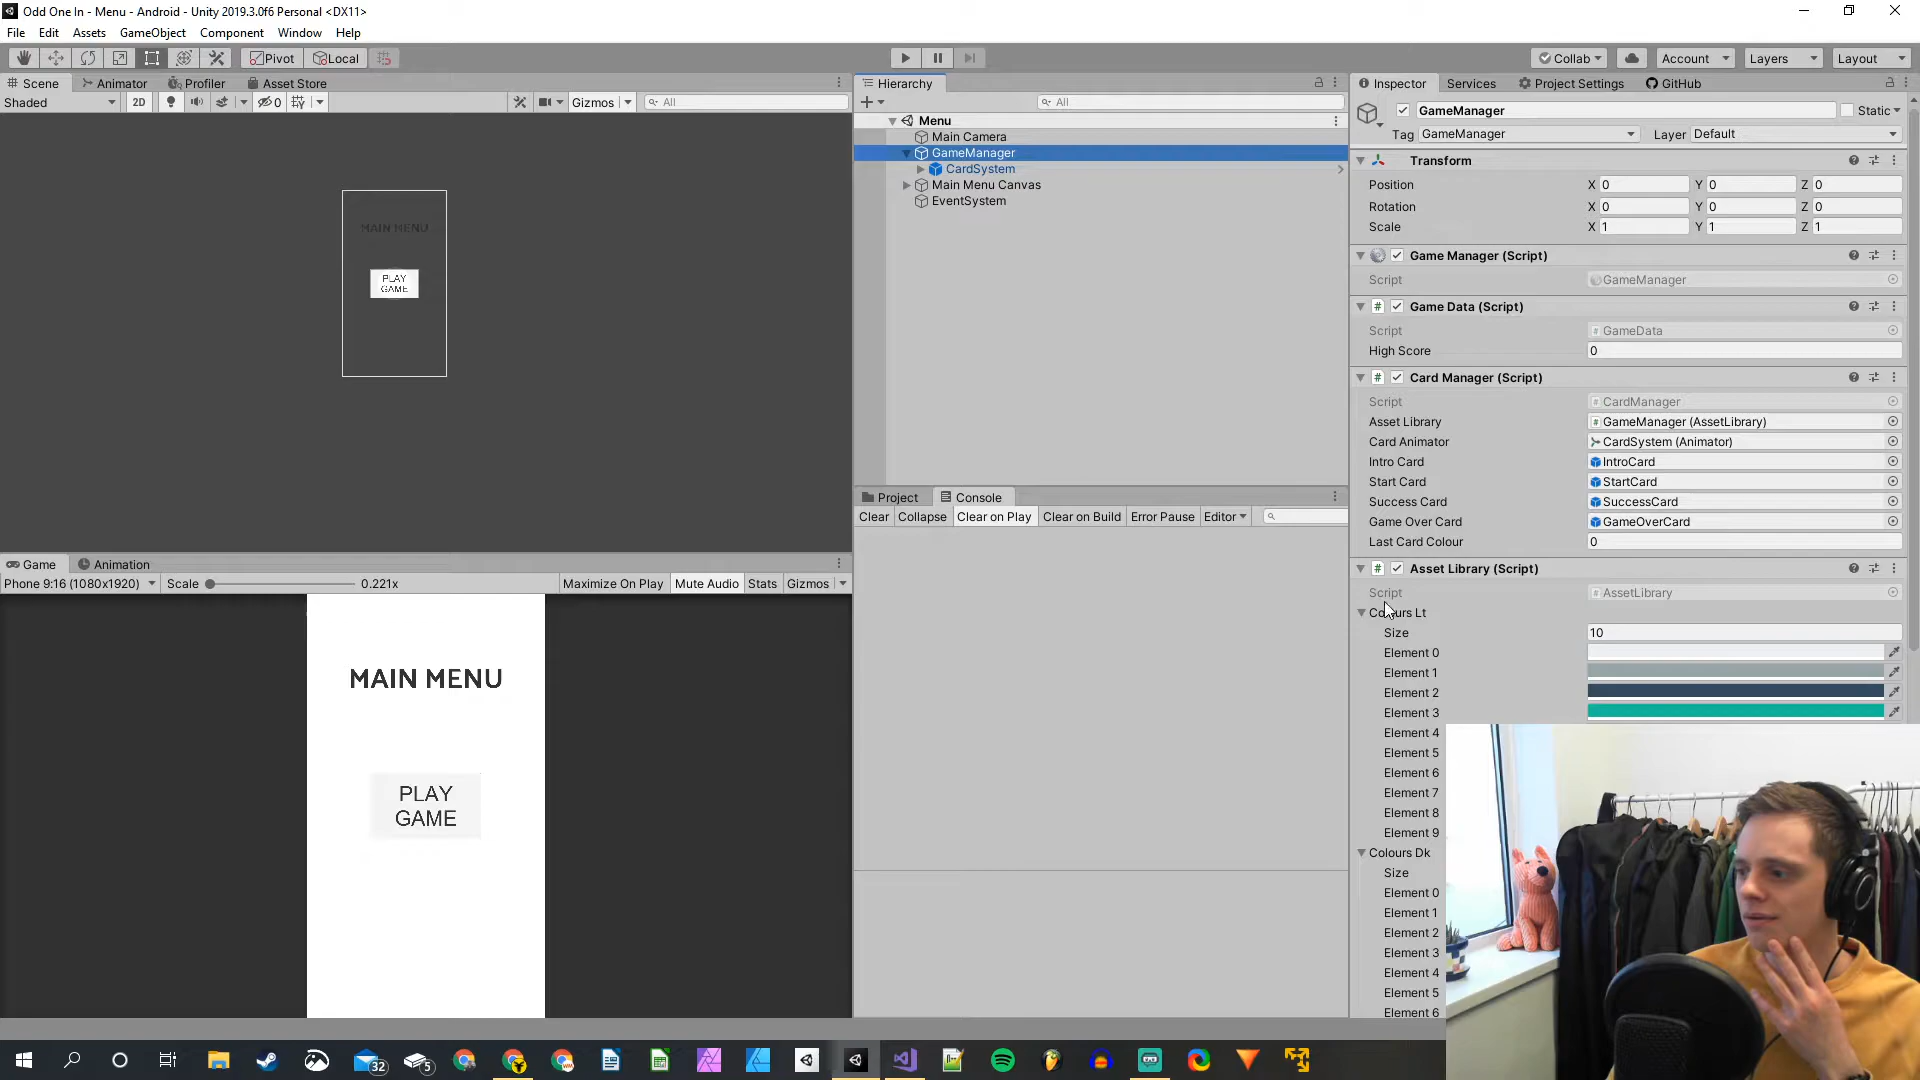 Odd One In - Menu - Android - Unity 2019.3.0f6 Personal <DX11>
File Edit Assets GameObject Component Window Help
Pivot Local Collab Account Layers Layout
Scene Animator Profiler Asset Store
Shaded 2D 0 Gizmos All
MAIN MENU
PLAY
GAME
Hierarchy
All
Menu
Main Camera
GameManager
CardSystem
Main Menu Canvas
EventSystem
Project Console
Clear Collapse Clear on Play Clear on Build Error Pause Editor
Game Animation
Phone 9:16 (1080x1920) Scale 0.221x Maximize On Play Mute Audio Stats Gizmos
MAIN MENU
PLAY
GAME
Inspector Services Project Settings GitHub
GameManager Static
Tag GameManager Layer Default
Transform
Position X 0 Y 0 Z 0
Rotation X 0 Y 0 Z 0
Scale X 1 Y 1 Z 1
Game Manager (Script)
Script GameManager
Game Data (Script)
Script GameData
High Score 0
Card Manager (Script)
Script CardManager
Asset Library GameManager (AssetLibrary)
Card Animator CardSystem (Animator)
Intro Card IntroCard
Start Card StartCard
Success Card SuccessCard
Game Over Card GameOverCard
Last Card Colour 0
Asset Library (Script)
Script AssetLibrary
Colours Lt
Size 10
Element 0
Element 1
Element 2
Element 3
Element 4
Element 5
Element 6
Element 7
Element 8
Element 9
Colours Dk
Size
Element 0
Element 1
Element 2
Element 3
Element 4
Element 5
Element 6
32 5